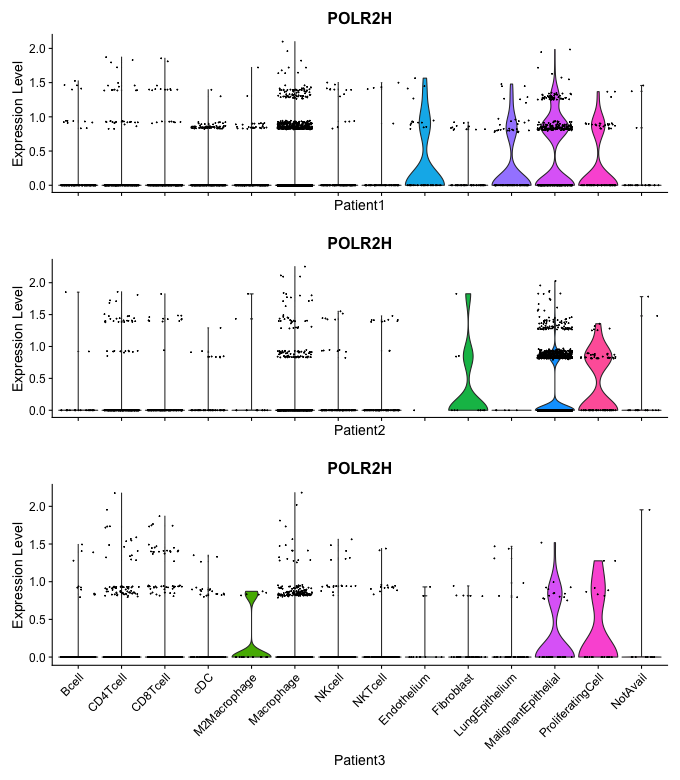 POLR2H
Expression Level
2.0
1.5
1.0
0.5
0.0
Patient1
POLR2H
Expression Level
2.0
1.5
1.0
0.5
0.0
Patient2
POLR2H
Expression Level
2.0
1.5
1.0
0.5
0.0
Bcell
CD4Tcell
CD8Tcell
cDC
M2Macrophage
Macrophage
NKcell
NKTcell
Endothelium
Fibroblast
LungEpithelium
MalignantEpithelial
ProliferatingCell
NotAvail
Patient3